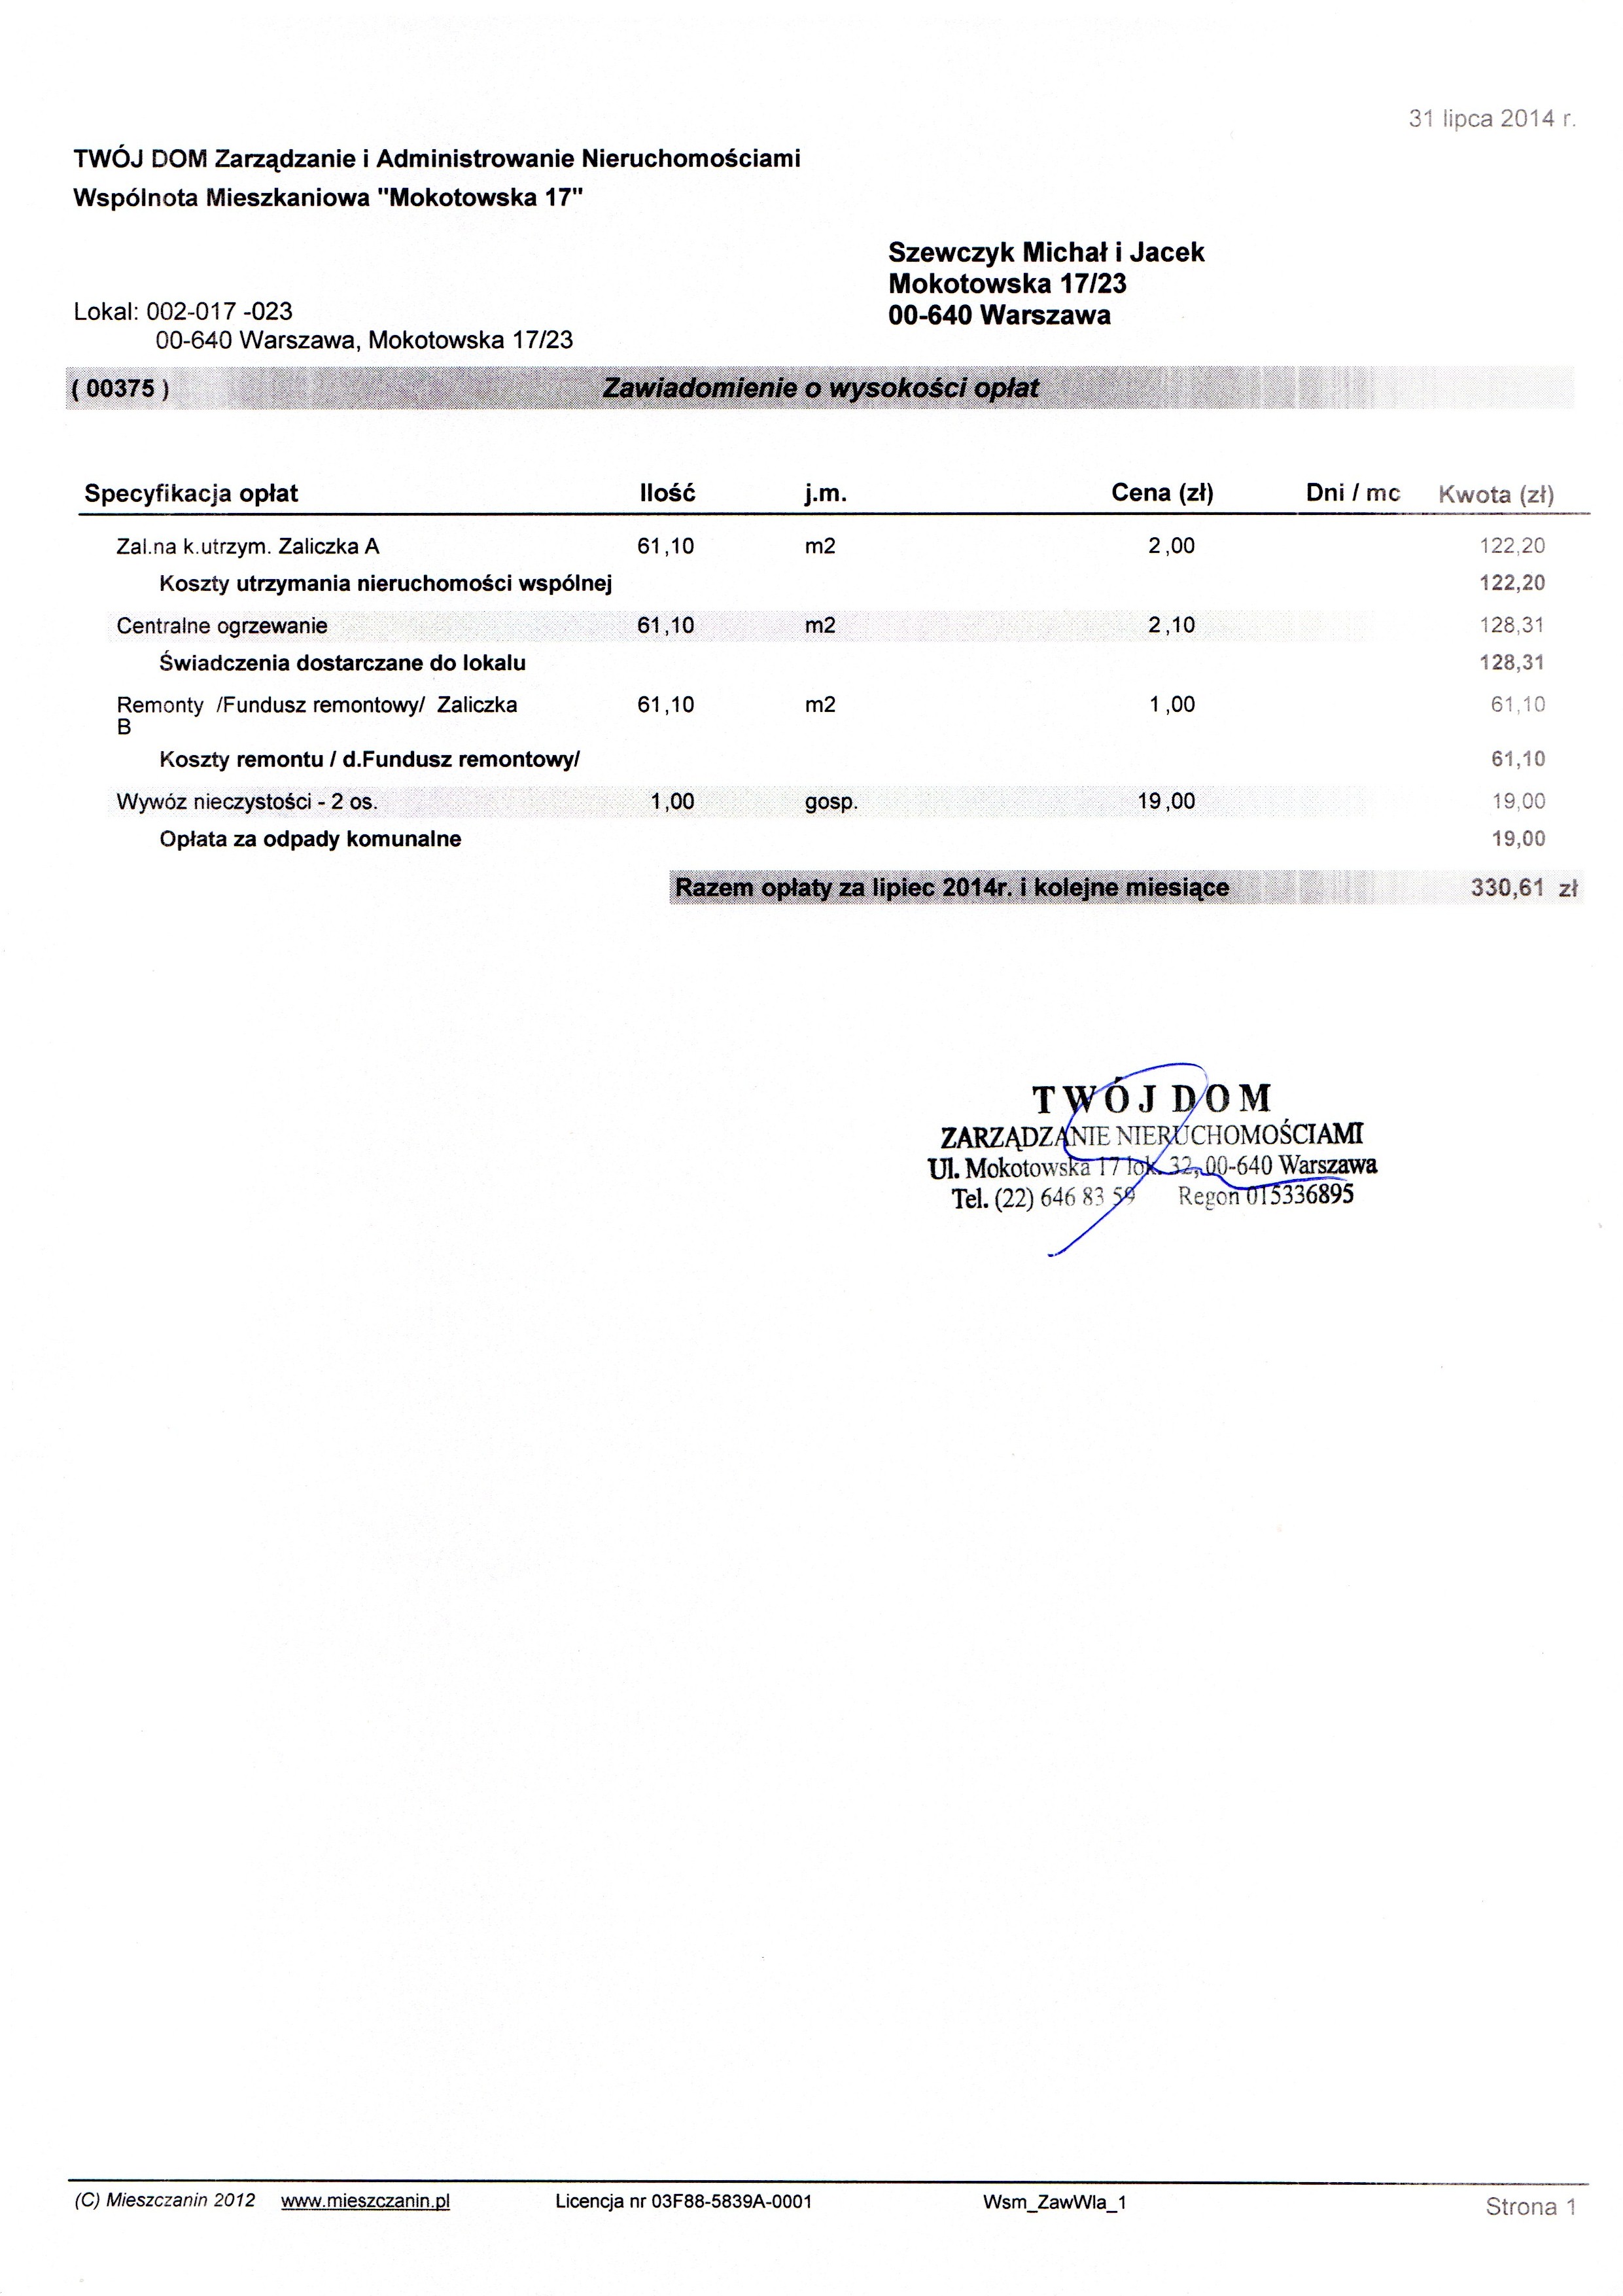 31 lipca 2014 r.
TWÓJ DOM Zarządzanie i Administrowanie Nieruchomościami
Wspólnota Mieszkaniowa "Mokotowska 17"
Szewczyk Michał i Jacek
Mokotowska 17/23
00-640 Warszawa
Lokal: 002-017 -023
00-640 Warszawa, Mokotowska 17/23
( 00375 ) Zawiadomienie o wysokości opłat
Specyfikacja opłat Ilość j.m. Cena (zł) Dni / mc Kwota (zł)
Zal.na k.utrzym. Zaliczka A 61,10 m2 2,00 122,20
Koszty utrzymania nieruchomości wspólnej 122,20
Centralne ogrzewanie 61,10 m2 2,10 128,31
Świadczenia dostarczane do lokalu 128,31
Remonty /Fundusz remontowy/ Zaliczka 61,10 m2 1,00 61,10
B
Koszty remontu / d.Fundusz remontowy/ 61,10
Wywóz nieczystości - 2 os. 1,00 gosp. 19,00 19,00
Opłata za odpady komunalne 19,00
Razem opłaty za lipiec 2014r. i kolejne miesiące 330,61 zł
TWÓJ DOM
ZARZĄDZANIE NIERUCHOMOŚCIAMI
Ul. Mokotowska 17 lok. 32, 00-640 Warszawa
Tel. (22) 646 83 59 Regon 015336895
(C) Mieszczanin 2012 www.mieszczanin.pl Licencja nr 03F88-5839A-0001 Wsm_ZawWla_1 Strona 1